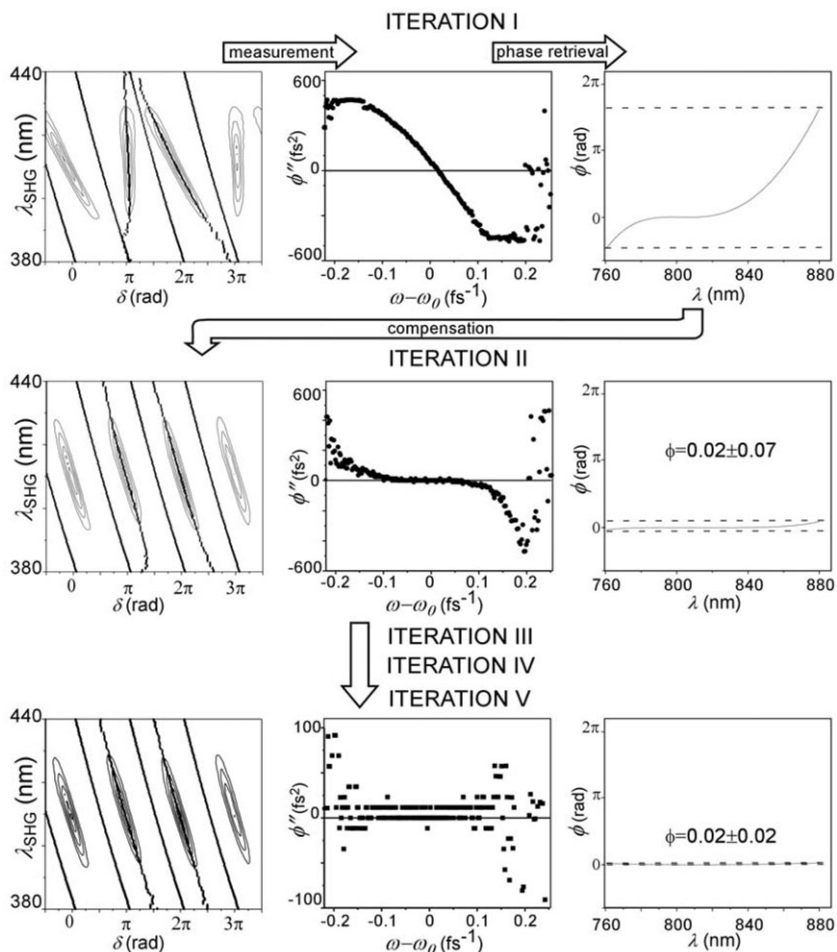 ITERATION I
measurement
phase retrieval
440
λSHG (nm)
380
0 π 2π 3π
δ (rad)
600
ϕ″(fs²)
0
-600
-0.2 -0.1 0 0.1 0.2
ω−ω0 (fs⁻¹)
2π
ϕ (rad)
π
0
760 800 840 880
λ (nm)
compensation
ITERATION II
440
λSHG (nm)
380
0 π 2π 3π
δ (rad)
600
ϕ″(fs²)
0
-600
-0.2 -0.1 0 0.1 0.2
ω−ω0 (fs⁻¹)
2π
ϕ (rad)
π
0
ϕ=0.02±0.07
760 800 840 880
λ (nm)
ITERATION III
ITERATION IV
ITERATION V
440
λSHG (nm)
380
0 π 2π 3π
δ (rad)
100
ϕ″(fs²)
0
-100
-0.2 -0.1 0 0.1 0.2
ω−ω0 (fs⁻¹)
2π
ϕ (rad)
π
0
ϕ=0.02±0.02
760 800 840 880
λ (nm)